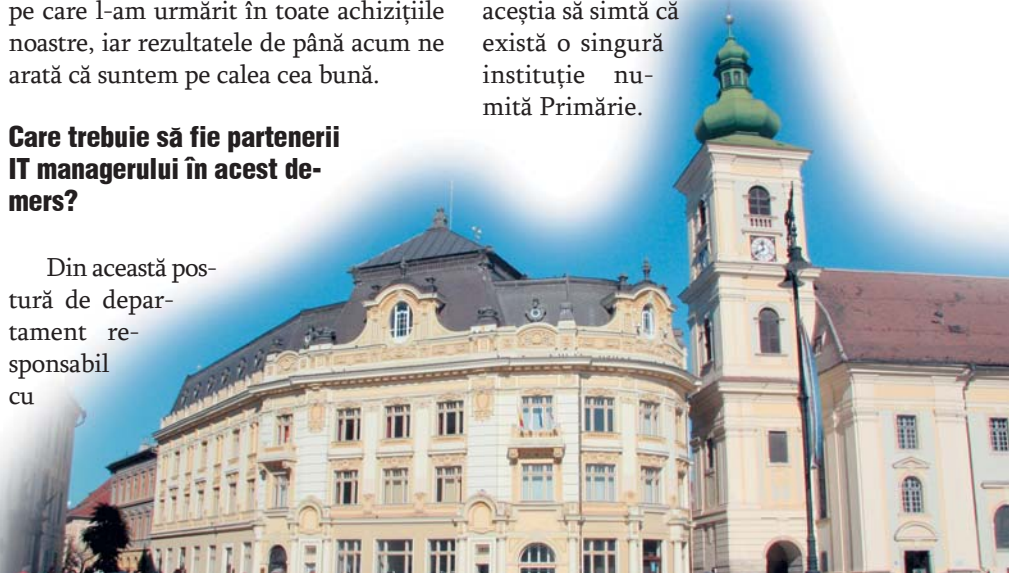 pe care l-am urmărit în toate achizițiile
noastre, iar rezultatele de până acum ne
arată că suntem pe calea cea bună.
Care trebuie să fie partenerii
IT managerului în acest de-
mers?
Din această pos-
tură de depar-
tament re-
sponsabil
cu
aceștia să simtă că
există o singură
instituție nu-
mită Primărie.